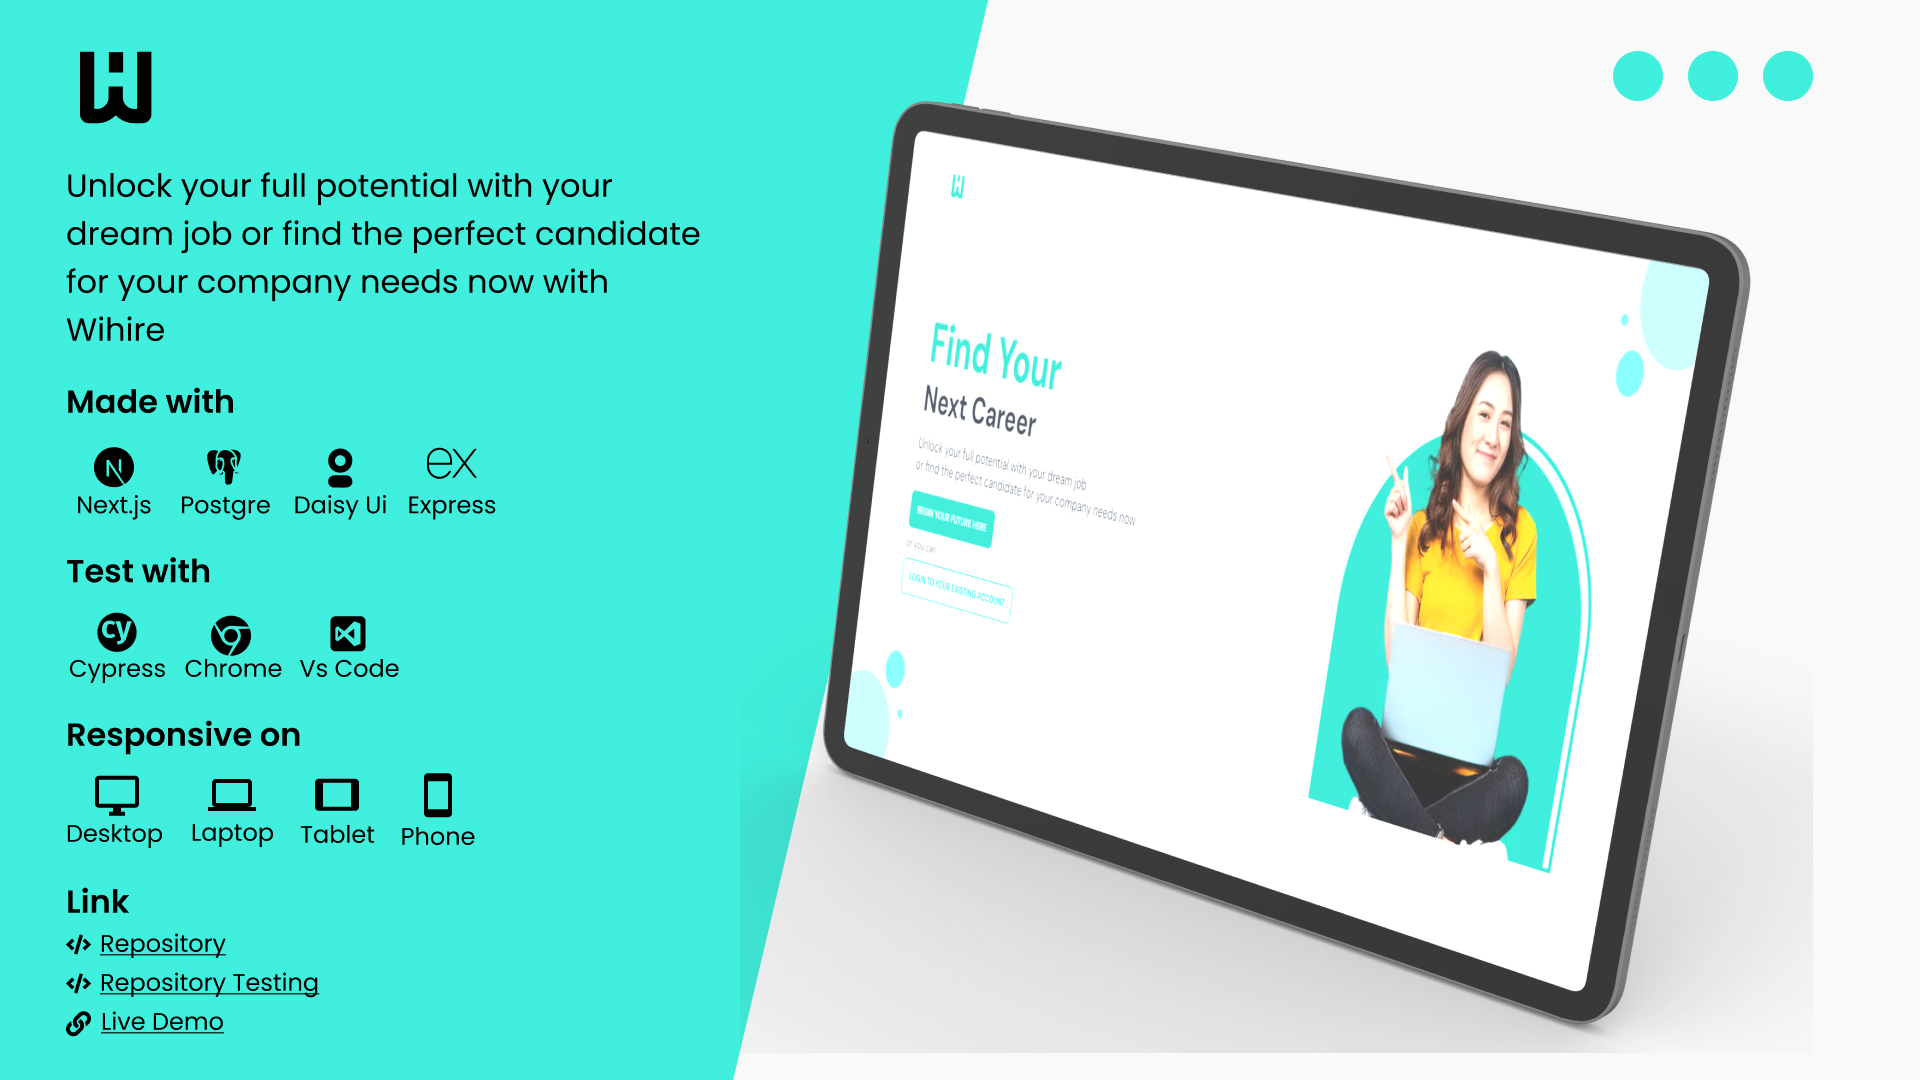 W
Unlock your full potential with your
dream job or find the perfect candidate
for your company needs now with
Wihire
Made with
N
ex
Next.js
Postgre
Daisy Ui
Express
Test with
cy
Cypress
Chrome
Vs Code
Responsive on
Desktop
Laptop
Tablet
Phone
Link
</> Repository
</> Repository Testing
Live Demo
W
Find Your
Next Career
Unlock your full potential with your dream job
or find the perfect candidate for your company needs now
BEGIN YOUR FUTURE HERE
or you can
LOGIN TO YOUR EXISTING ACCOUNT